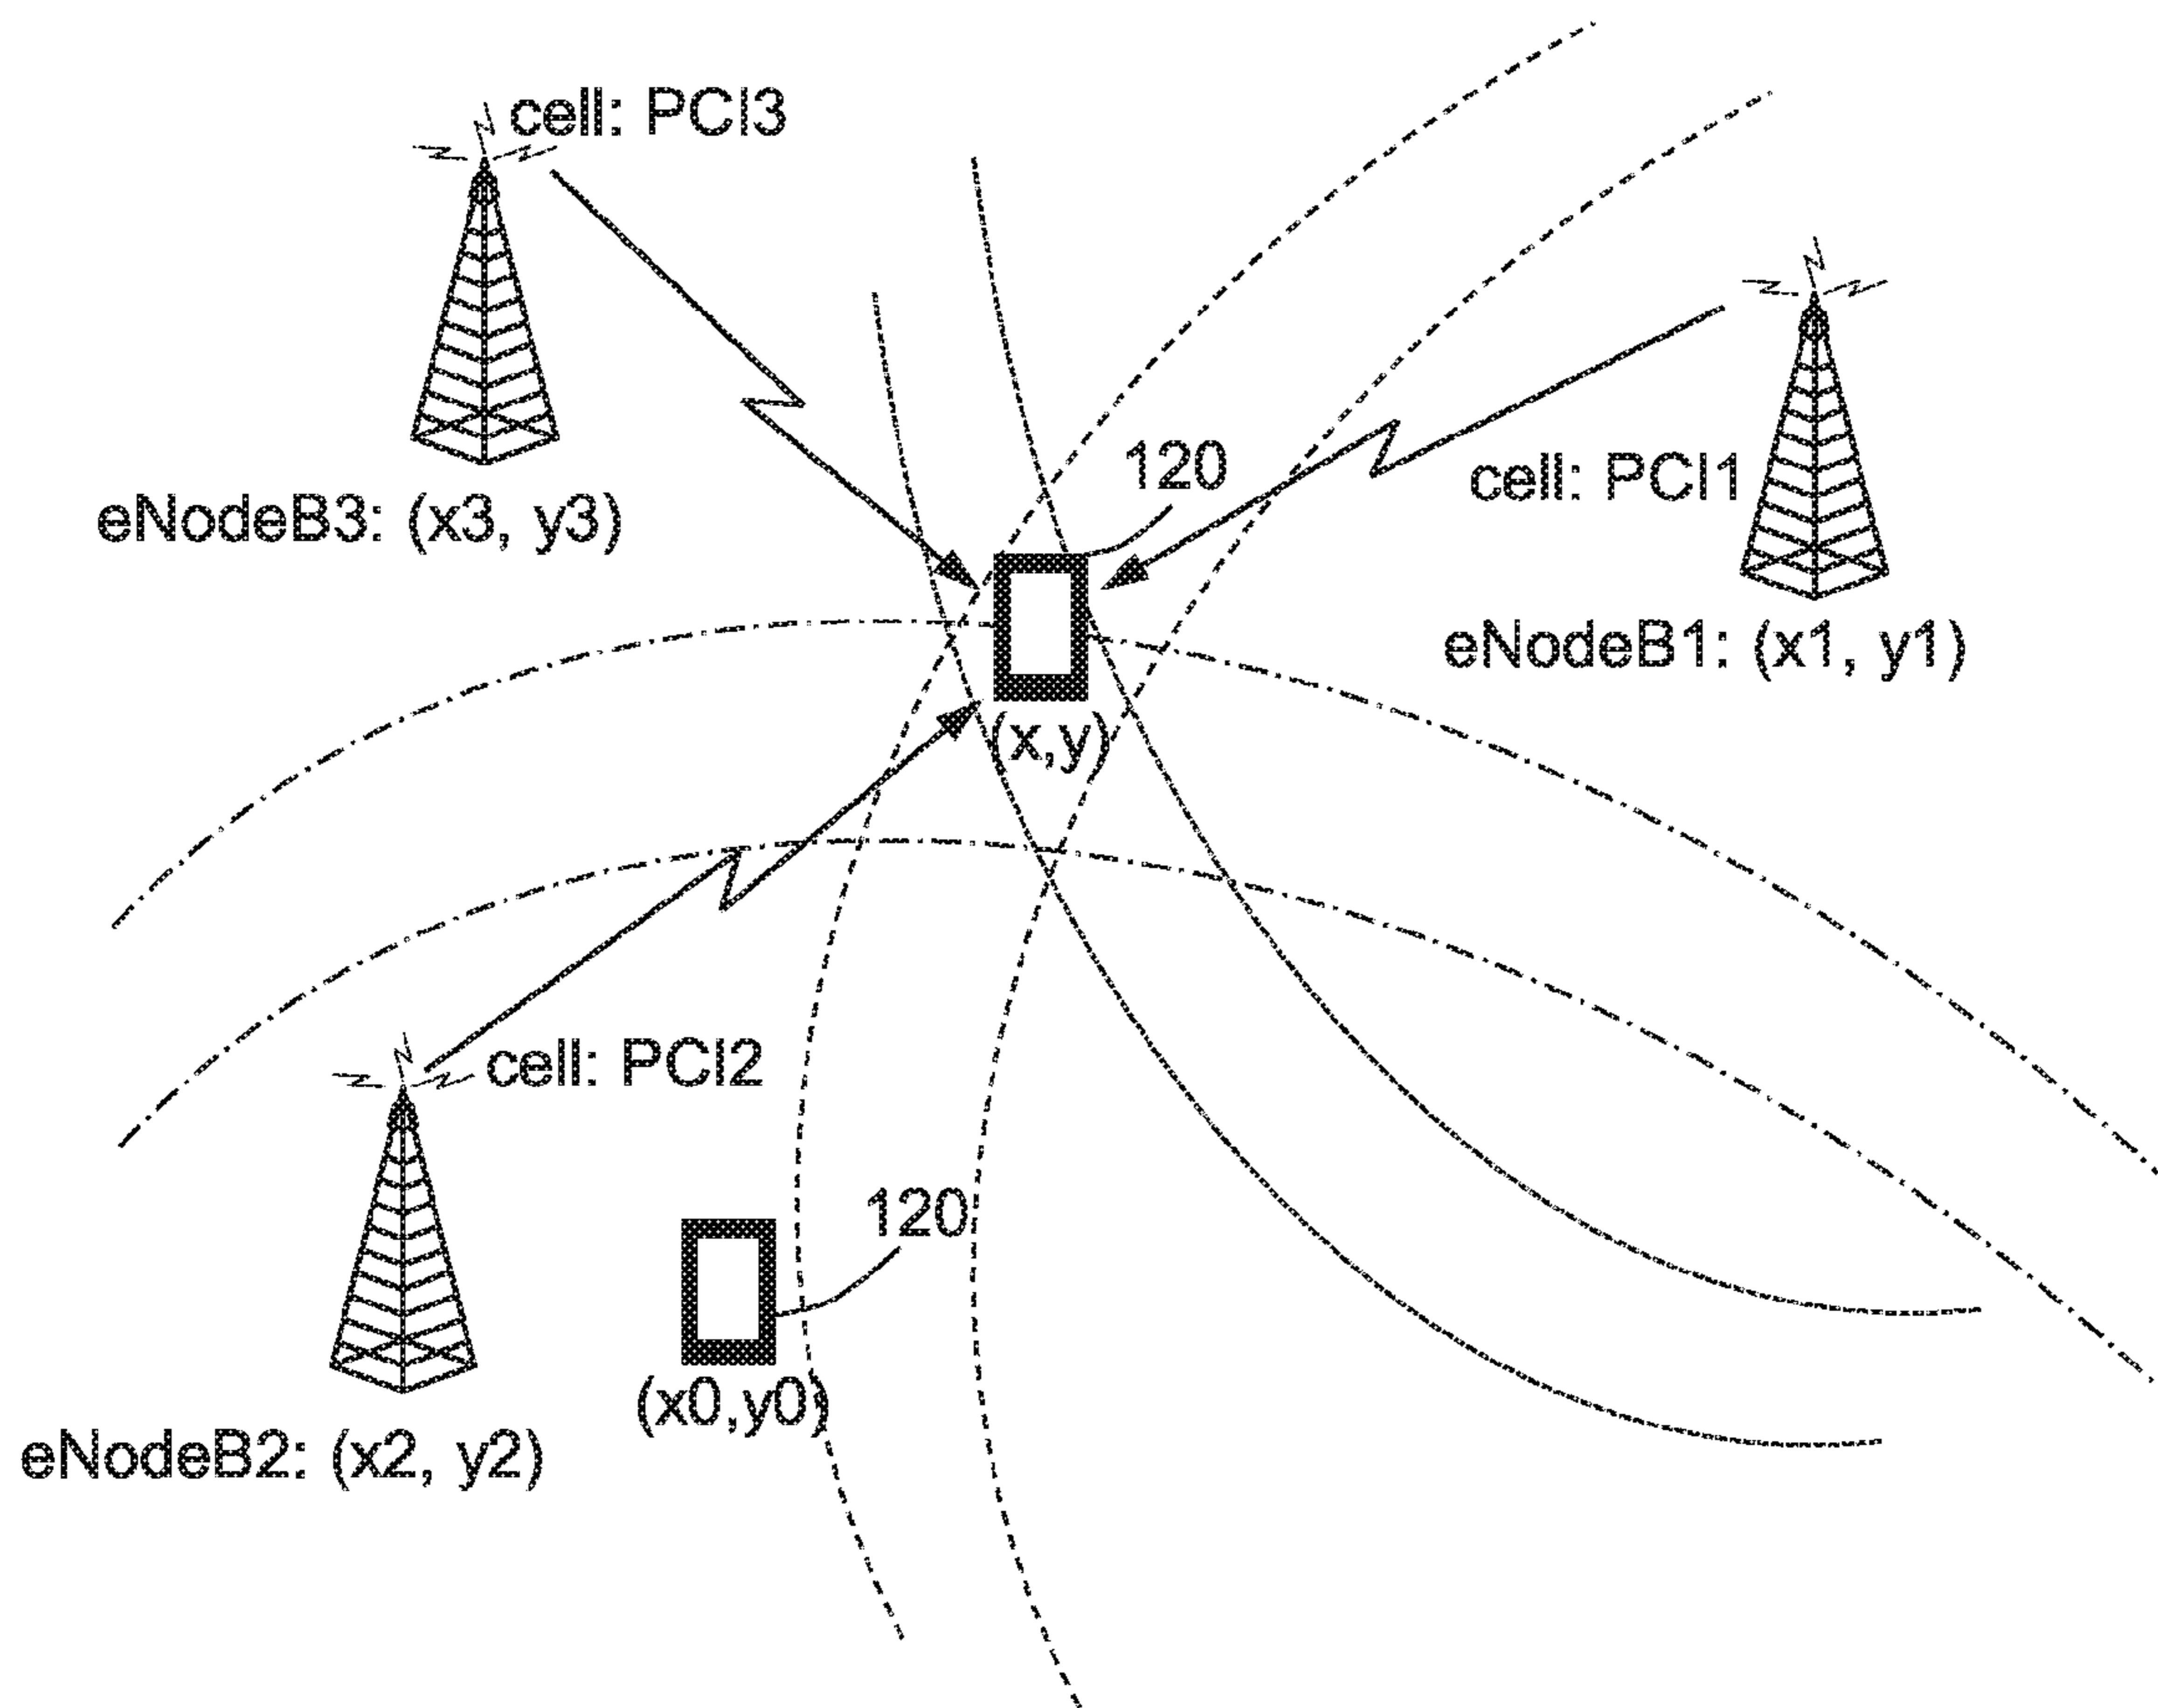 cell: PCI3
120
cell: PCI1
eNodeB3: (x3, y3)
eNodeB1: (x1, y1)
(x,y)
cell: PCI2
120
(x0,y0)
eNodeB2: (x2, y2)